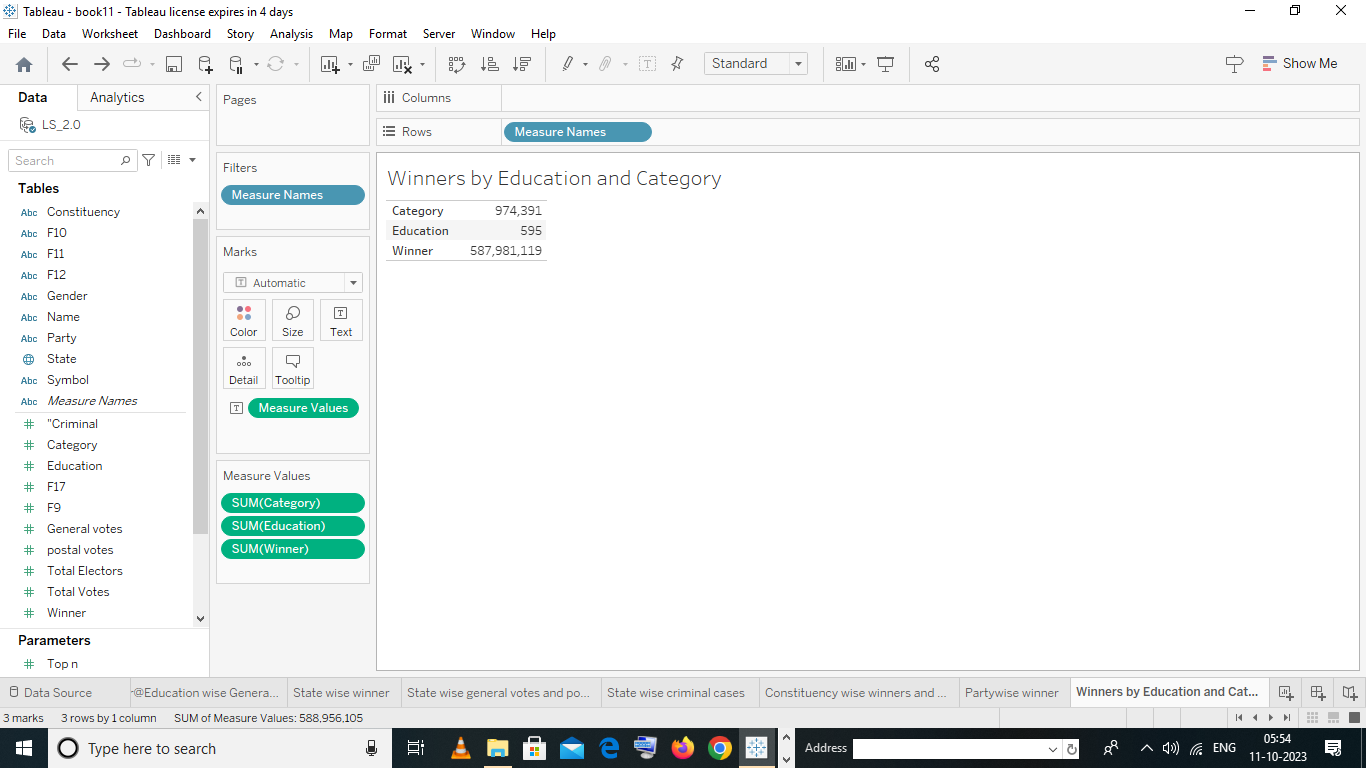 Tableau - book11 - Tableau license expires in 4 days
File Data Worksheet Dashboard Story Analysis Map Format Server Window Help
Standard
Show Me
Data Analytics
LS_2.0
Search
Tables
Abc Constituency
Abc F10
Abc F11
Abc F12
Abc Gender
Abc Name
Abc Party
State
Abc Symbol
Abc Measure Names
# "Criminal
# Category
# Education
# F17
# F9
# General votes
# postal votes
# Total Electors
# Total Votes
# Winner
Parameters
# Top n
Pages
Filters
Measure Names
Marks
T Automatic
Color Size Text
Detail Tooltip
T Measure Values
Measure Values
SUM(Category)
SUM(Education)
SUM(Winner)
Columns
Rows Measure Names
Winners by Education and Category
Category 974,391
Education 595
Winner 587,981,119
Data Source @Education wise Genera... State wise winner State wise general votes and po... State wise criminal cases Constituency wise winners and ... Partywise winner Winners by Education and Cat...
3 marks 3 rows by 1 column SUM of Measure Values: 588,956,105
Type here to search Address ENG 05:54
11-10-2023